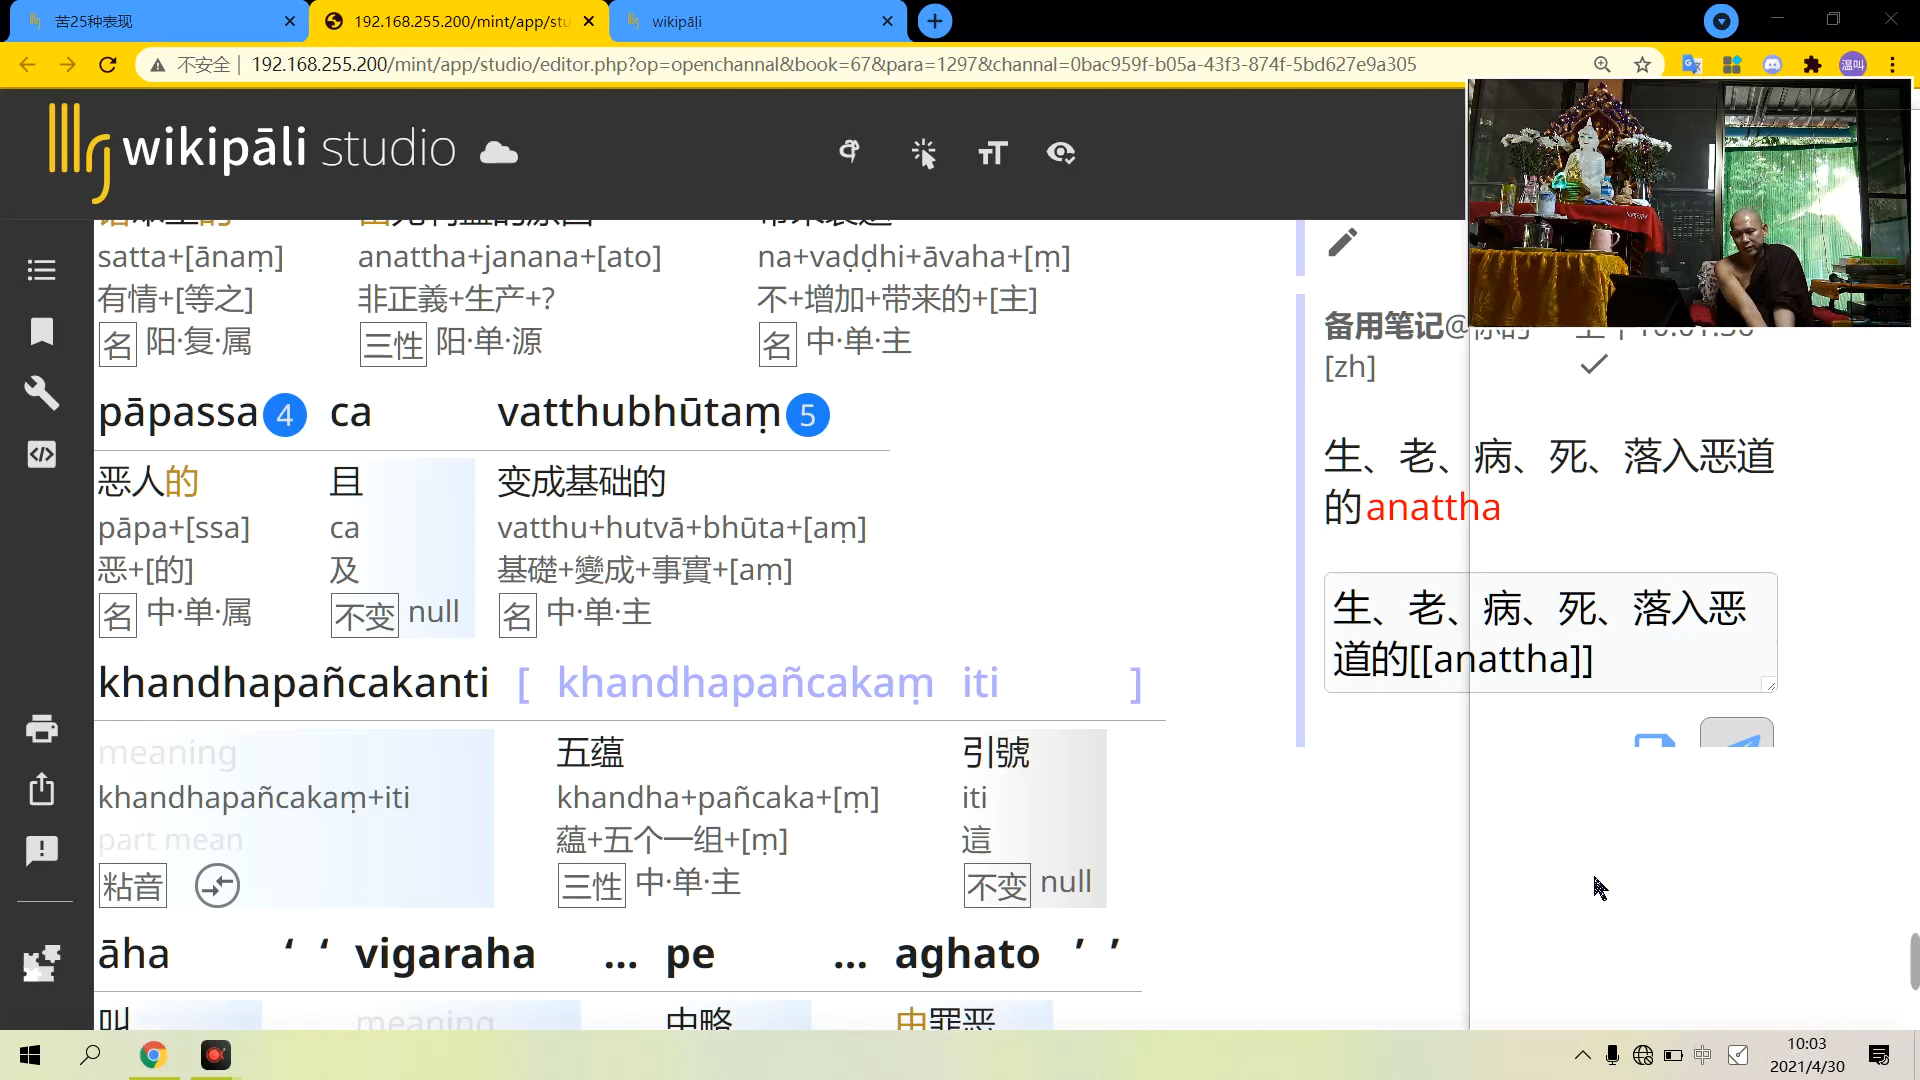 苦25种表现
192.168.255.200/mint/app/stu
wikipāli
不安全
192.168.255.200/mint/app/studio/editor.php?op=openchannal&book=67&para=1297&channal=0bac959f-b05a-43f3-874f-5bd627e9a305
温叫
wikipāli studio
satta+[ānaṃ] anattha+janana+[ato] na+vaḍḍhi+āvaha+[ṃ]
有情+[等之] 非正義+生产+? 不+增加+带来的+[主]
名 阳·复·属 三性 阳·单·源 名 中·单·主
pāpassa 4 ca vatthubhūtaṃ 5
恶人的 且 变成基础的
pāpa+[ssa] ca vatthu+hutvā+bhūta+[aṃ]
恶+[的] 及 基礎+變成+事實+[aṃ]
名 中·单·属 不变 null 名 中·单·主
khandhapañcakanti [ khandhapañcakaṃ iti ]
meaning 五蕴 引號
khandhapañcakaṃ+iti khandha+pañcaka+[ṃ] iti
part mean 蘊+五个一组+[ṃ] 這
粘音 三性 中·单·主 不变 null
āha ‘ ‘ vigaraha ... pe ... aghato ’ ’
叫 meaning 中略 由罪恶
备用笔记@你的
[zh]
生、老、病、死、落入恶道
的anattha
生、老、病、死、落入恶
道的[[anattha]]
中
10:03
2021/4/30